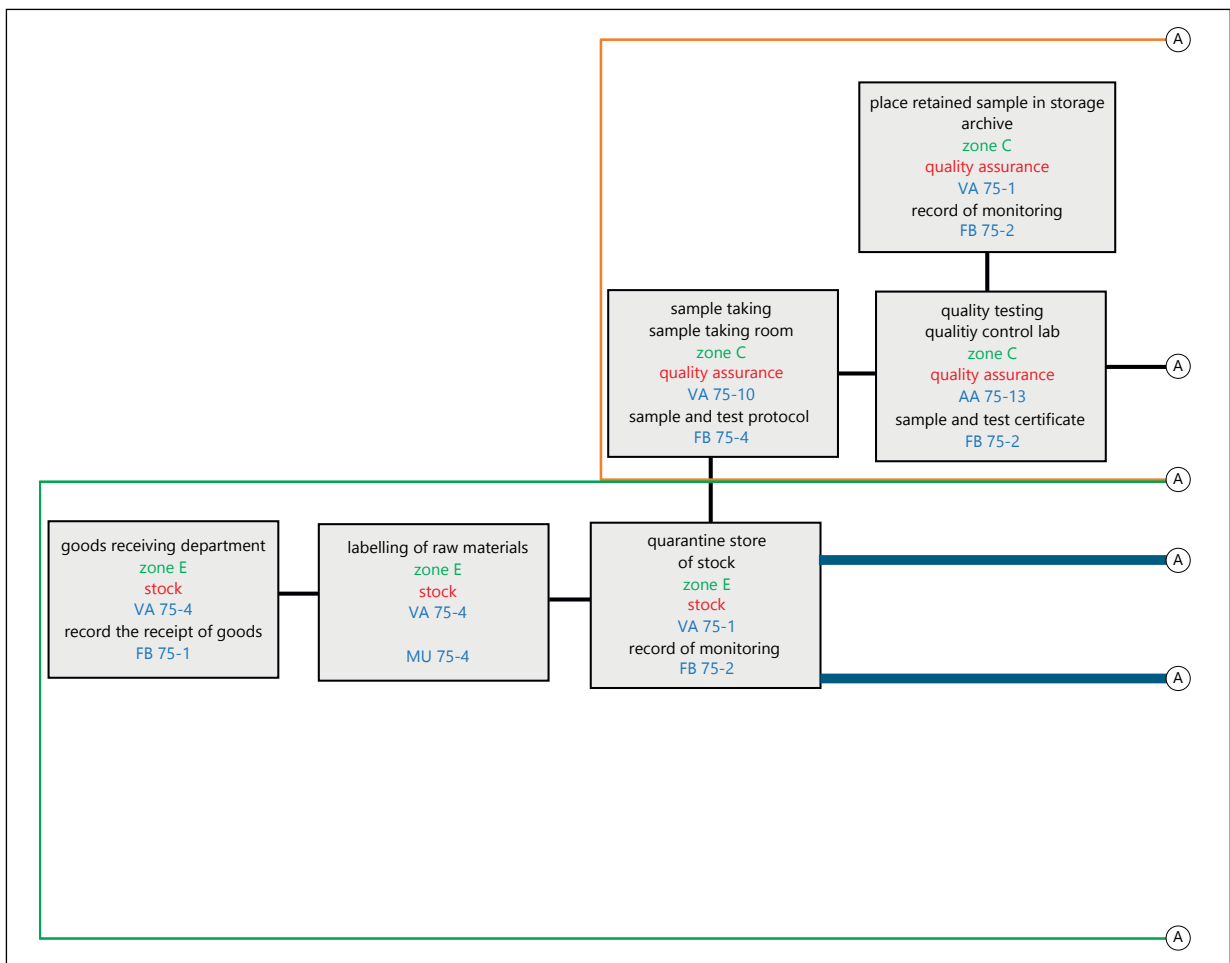 A
place retained sample in storage
archive
zone C
quality assurance
VA 75-1
record of monitoring
FB 75-2
sample taking
sample taking room
zone C
quality assurance
VA 75-10
sample and test protocol
FB 75-4
quality testing
qualitiy control lab
zone C
quality assurance
AA 75-13
sample and test certificate
FB 75-2
A
A
goods receiving department
zone E
stock
VA 75-4
record the receipt of goods
FB 75-1
labelling of raw materials
zone E
stock
VA 75-4
MU 75-4
quarantine store
of stock
zone E
stock
VA 75-1
record of monitoring
FB 75-2
A
A
A